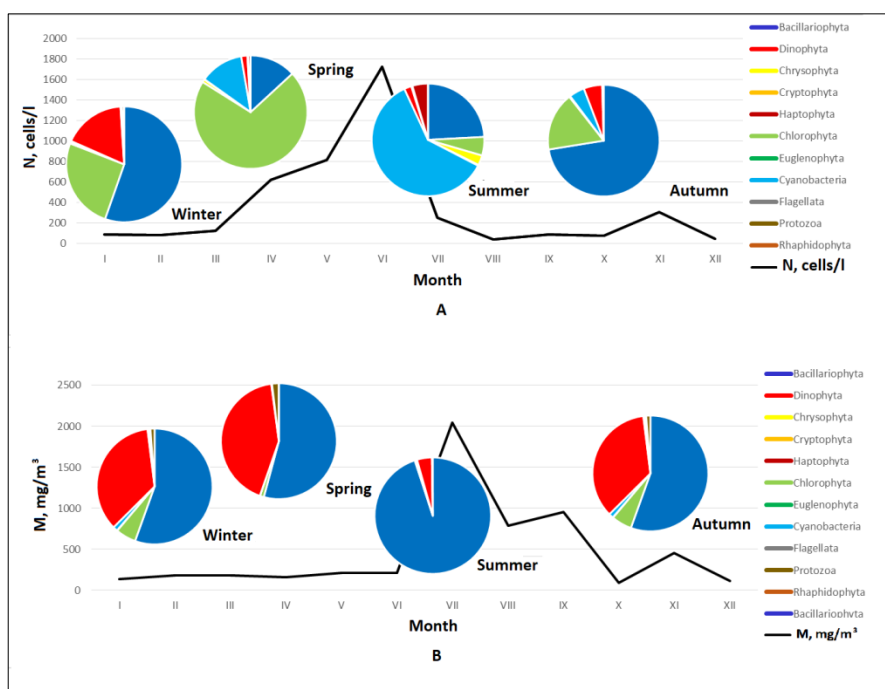 2000
1800
1600
1400
1200
1000
800
600
400
200
0
N, cells/l
Winter
Spring
Summer
Autumn
I II III IV V VI VII VIII IX X XI XII
Month
A
Bacillariophyta
Dinophyta
Chrysophyta
Cryptophyta
Haptophyta
Chlorophyta
Euglenophyta
Cyanobacteria
Flagellata
Protozoa
Rhaphidophyta
N, cells/l
2500
2000
1500
1000
500
0
M, mg/m³
Winter
Spring
Summer
Autumn
I II III IV V VI VII VIII IX X XI XII
Month
B
Bacillariophyta
Dinophyta
Chrysophyta
Cryptophyta
Haptophyta
Chlorophyta
Euglenophyta
Cyanobacteria
Flagellata
Protozoa
Rhaphidophyta
Bacillariophyta
M, mg/m³